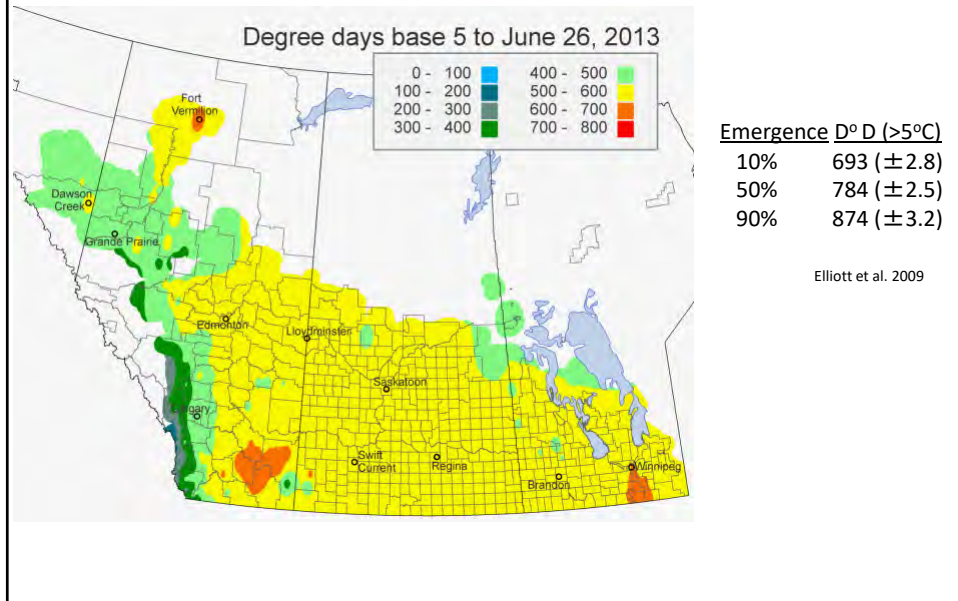 Degree days base 5 to June 26, 2013
0 - 100 400 - 500
100 - 200 500 - 600
200 - 300 600 - 700
300 - 400 700 - 800
Fort
Vermilion
Dawson
Creek
Grande Prairie
Edmonton
Lloydminster
Saskatoon
Calgary
Swift
Current
Regina
Brandon
Winnipeg
Emergence Dº D (>5ºC)
10% 693 (±2.8)
50% 784 (±2.5)
90% 874 (±3.2)
Elliott et al. 2009